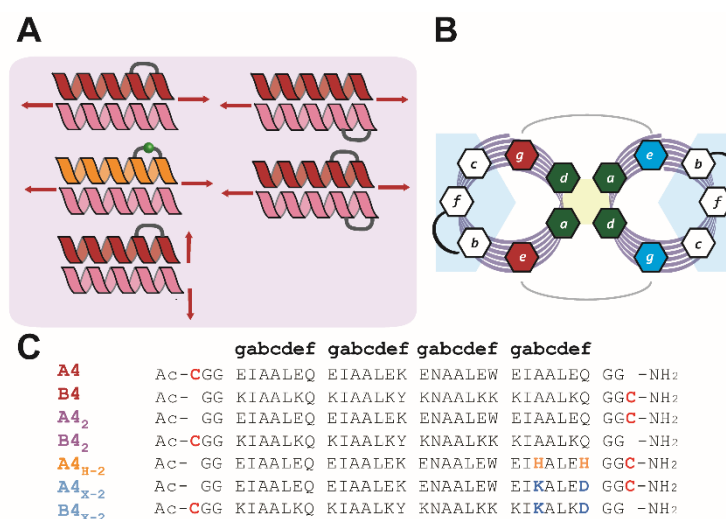 A B
c g d a e b
f f
b e a d g c
C gabcdef gabcdef gabcdef gabcdef
A4 Ac-CGG EIAALEQ EIAALEK ENAALEW EIAALEQ GG -NH2
B4 Ac- GG KIAALKQ KIAALKY KNAALKK KIAALKQ GGC-NH2
A42 Ac- GG EIAALEQ EIAALEK ENAALEW EIAALEQ GGC-NH2
B42 Ac-CGG KIAALKQ KIAALKY KNAALKK KIAALKQ GG -NH2
A4H-2 Ac- GG EIAALEQ EIAALEK ENAALEW EIHALEH GGC-NH2
A4X-2 Ac- GG EIAALEQ EIAALEK ENAALEW EIKALED GGC-NH2
B4X-2 Ac-CGG KIAALKQ KIAALKY KNAALKK KIKALKD GG -NH2